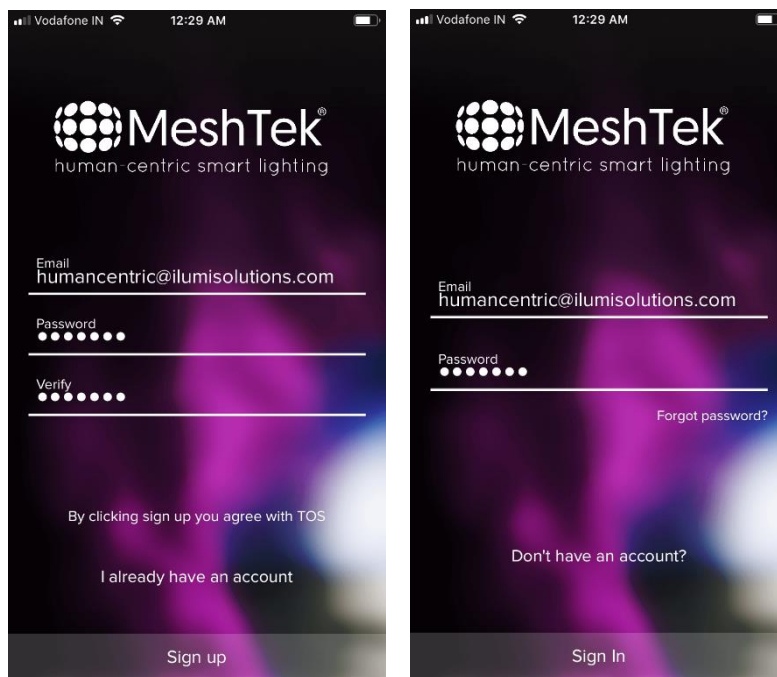 Vodafone IN 12:29 AM
MeshTek®
human-centric smart lighting
Email
humancentric@ilumisolutions.com
Password
Verify
By clicking sign up you agree with TOS
I already have an account
Sign up
Vodafone IN 12:29 AM
MeshTek®
human-centric smart lighting
Email
humancentric@ilumisolutions.com
Password
Forgot password?
Don't have an account?
Sign In